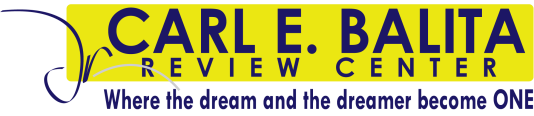 Dr. CARL E. BALITA
REVIEW CENTER
Where the dream and the dreamer become ONE